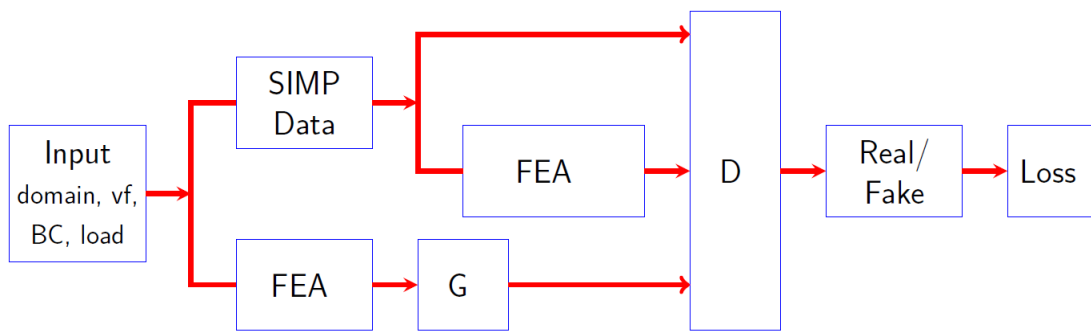 Input
domain, vf,
BC, load
SIMP
Data
FEA
FEA
G
D
Real/
Fake
Loss